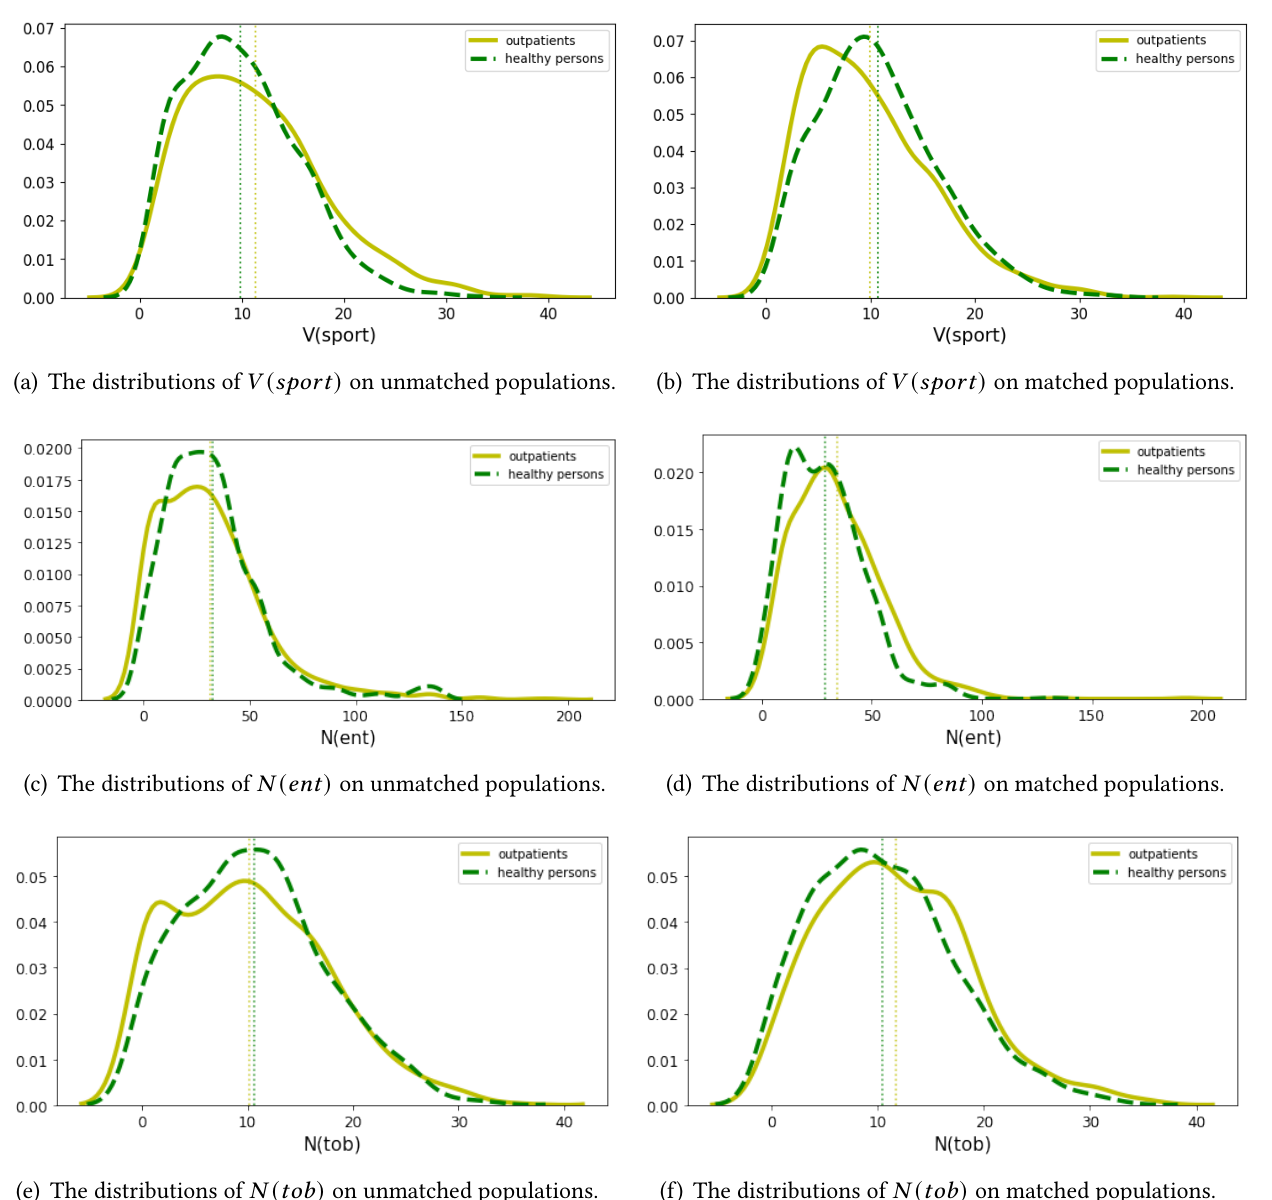 0.07
0.06
0.05
0.04
0.03
0.02
0.01
0.00
0 10 20 30 40
V(sport)
outpatients
healthy persons
(a) The distributions of V(sport) on unmatched populations.
0.07
0.06
0.05
0.04
0.03
0.02
0.01
0.00
0 10 20 30 40
V(sport)
outpatients
healthy persons
(b) The distributions of V(sport) on matched populations.
0.0200
0.0175
0.0150
0.0125
0.0100
0.0075
0.0050
0.0025
0.0000
0 50 100 150 200
N(ent)
outpatients
healthy persons
(c) The distributions of N(ent) on unmatched populations.
0.020
0.015
0.010
0.005
0.000
0 50 100 150 200
N(ent)
outpatients
healthy persons
(d) The distributions of N(ent) on matched populations.
0.05
0.04
0.03
0.02
0.01
0.00
0 10 20 30 40
N(tob)
outpatients
healthy persons
(e) The distributions of N(tob) on unmatched populations.
0.05
0.04
0.03
0.02
0.01
0.00
0 10 20 30 40
N(tob)
outpatients
healthy persons
(f) The distributions of N(tob) on matched populations.